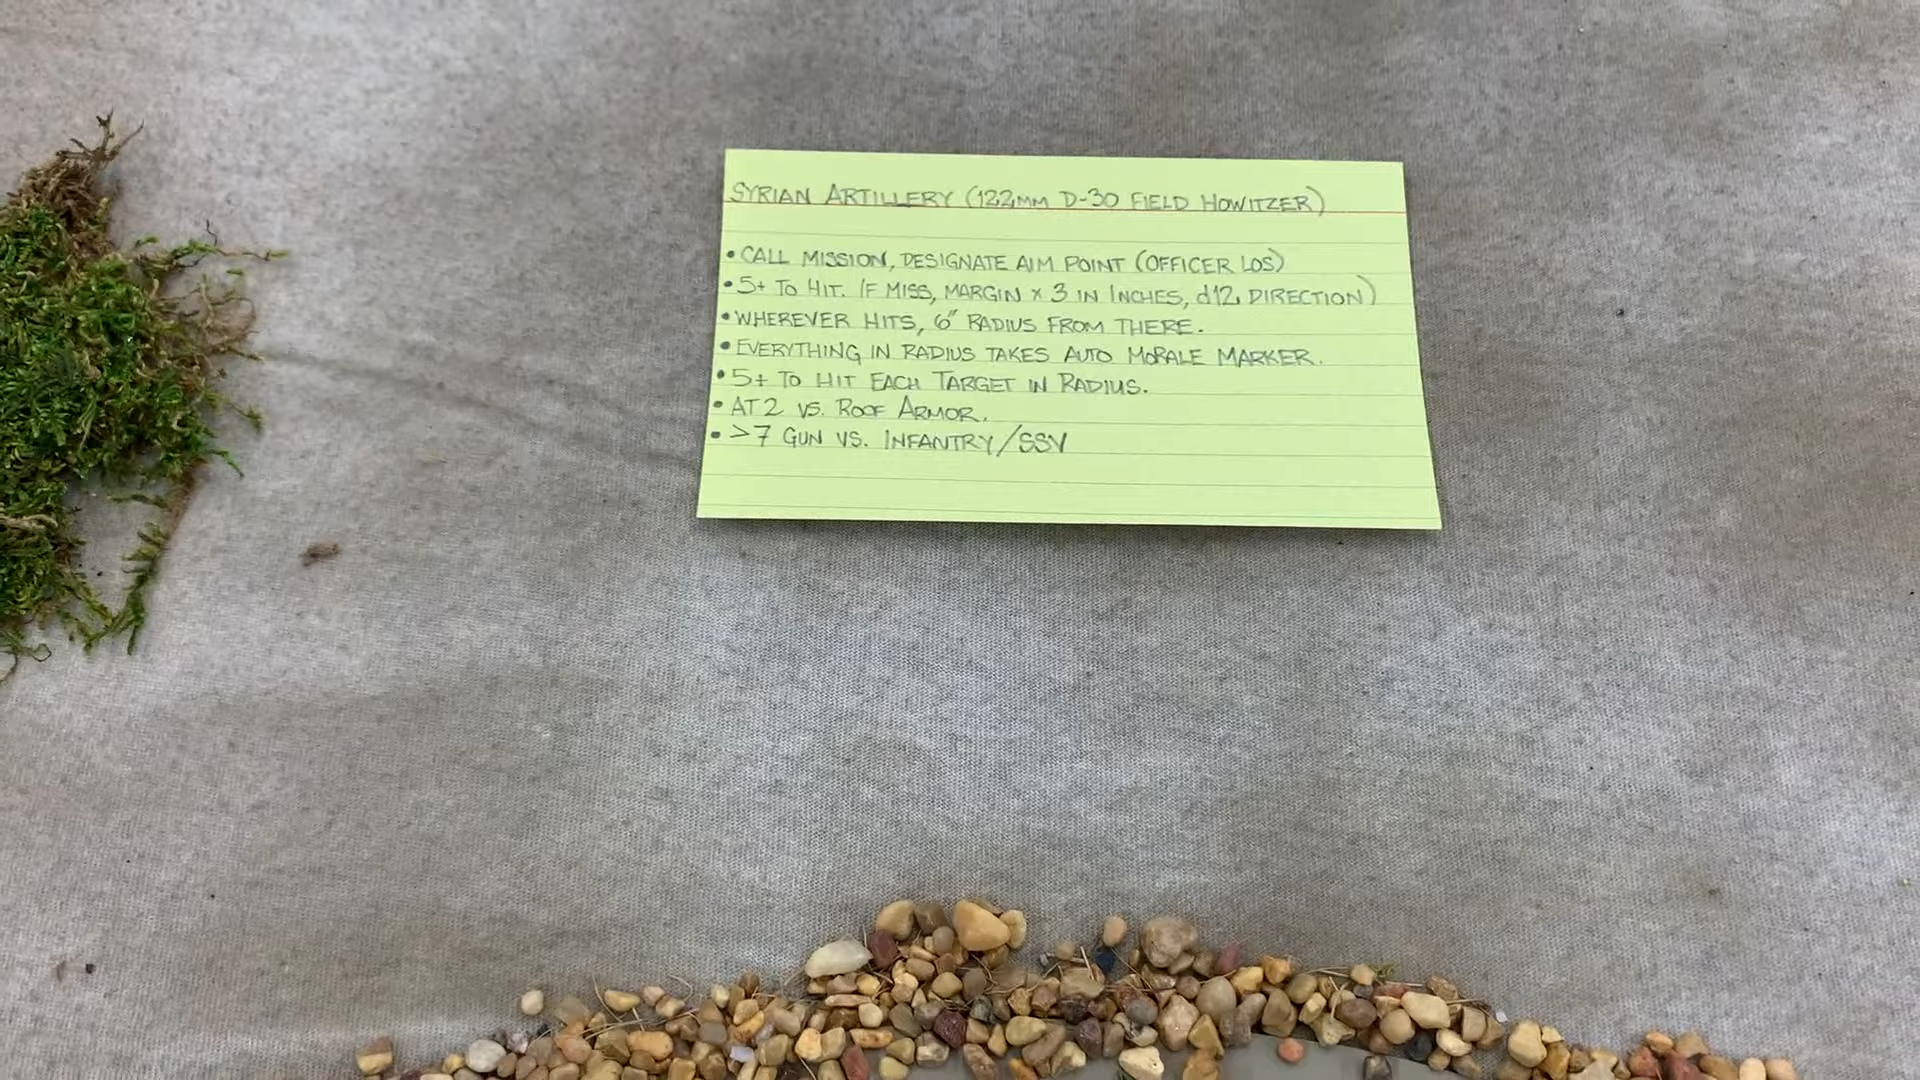 SYRIAN ARTILLERY (122MM D-30 FIELD HOWITZER)
• CALL MISSION, DESIGNATE AIM POINT (OFFICER LOS)
• 5+ TO HIT. IF MISS, MARGIN x 3 IN INCHES, d12 DIRECTION)
• WHEREVER HITS, 6" RADIUS FROM THERE.
• EVERYTHING IN RADIUS TAKES AUTO MORALE MARKER.
• 5+ TO HIT EACH TARGET IN RADIUS.
• AT 2 VS. ROOF ARMOR.
• >7 GUN VS. INFANTRY/SSV